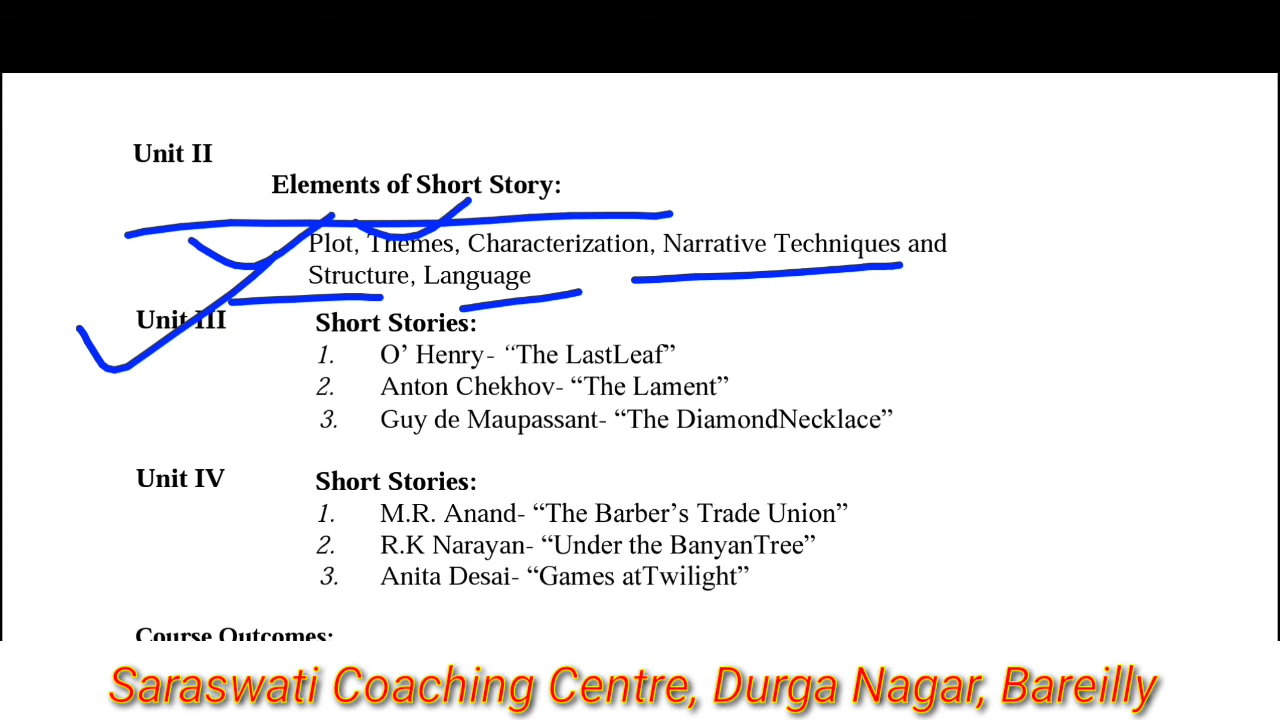 Unit II
Elements of Short Story:
Plot, Themes, Characterization, Narrative Techniques and
Structure, Language
Unit III Short Stories:
1. O’ Henry- “The LastLeaf”
2. Anton Chekhov- “The Lament”
3. Guy de Maupassant- “The DiamondNecklace”
Unit IV Short Stories:
1. M.R. Anand- “The Barber’s Trade Union”
2. R.K Narayan- “Under the BanyanTree”
3. Anita Desai- “Games atTwilight”
Course Outcomes:
Saraswati Coaching Centre, Durga Nagar, Bareilly